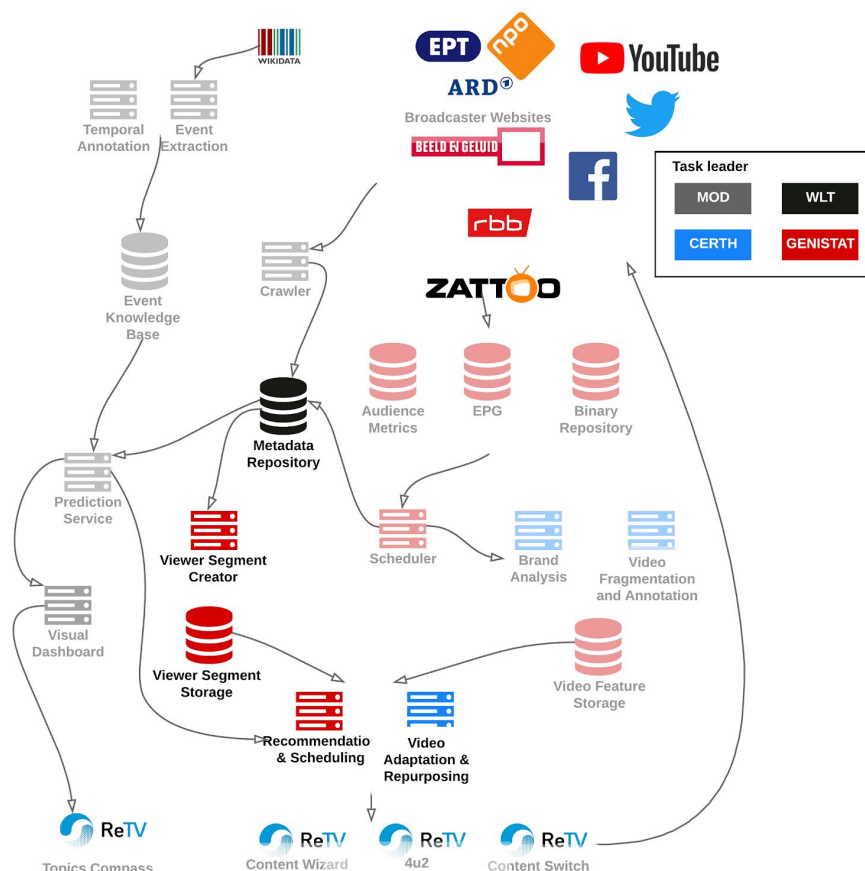 WIKIDATA
EPT
npo
ARD
YouTube
Temporal
Annotation
Event
Extraction
Broadcaster Websites
BEELD EN GELUID
f
Task leader
MOD
WLT
CERTH
GENISTAT
rbb
ZATTOO
Crawler
Event
Knowledge
Base
Audience
Metrics
EPG
Binary
Repository
Metadata
Repository
Prediction
Service
Viewer Segment
Creator
Scheduler
Brand
Analysis
Video
Fragmentation
and Annotation
Visual
Dashboard
Viewer Segment
Storage
Video Feature
Storage
Recommendatio
& Scheduling
Video
Adaptation &
Repurposing
ReTV
Topics Compass
ReTV
Content Wizard
ReTV
4u2
ReTV
Content Switch